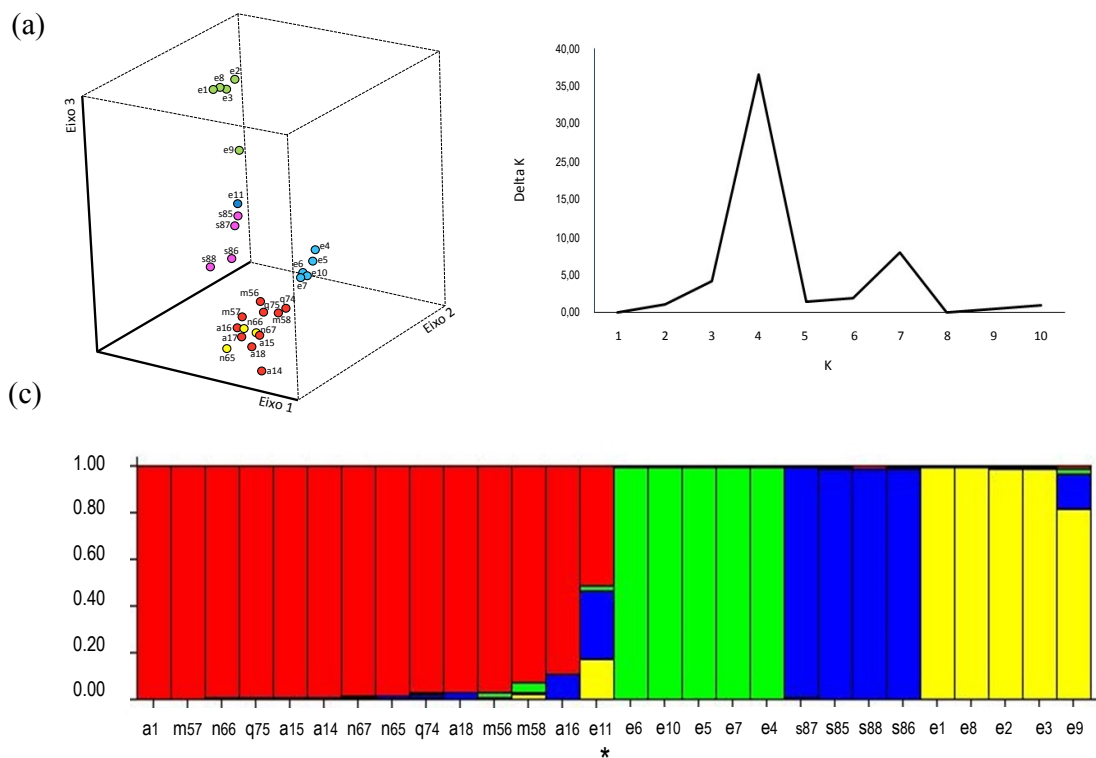 (a)
Eixo 3
Eixo 2
Eixo 1
e2
e8
e1
e3
e9
e11
s85
s87
s86
s88
e4
e5
e6
e10
e7
m56
q74
q75
m57
m58
a16
n66
n67
a17
a15
a18
n65
a14
40,00
35,00
30,00
25,00
20,00
15,00
10,00
5,00
0,00
Delta K
1 2 3 4 5 6 7 8 9 10
K
(c)
1.00
0.80
0.60
0.40
0.20
0.00
a1 m57 n66 q75 a15 a14 n67 n65 q74 a18 m56 m58 a16 e11 e6 e10 e5 e7 e4 s87 s85 s88 s86 e1 e8 e2 e3 e9
*